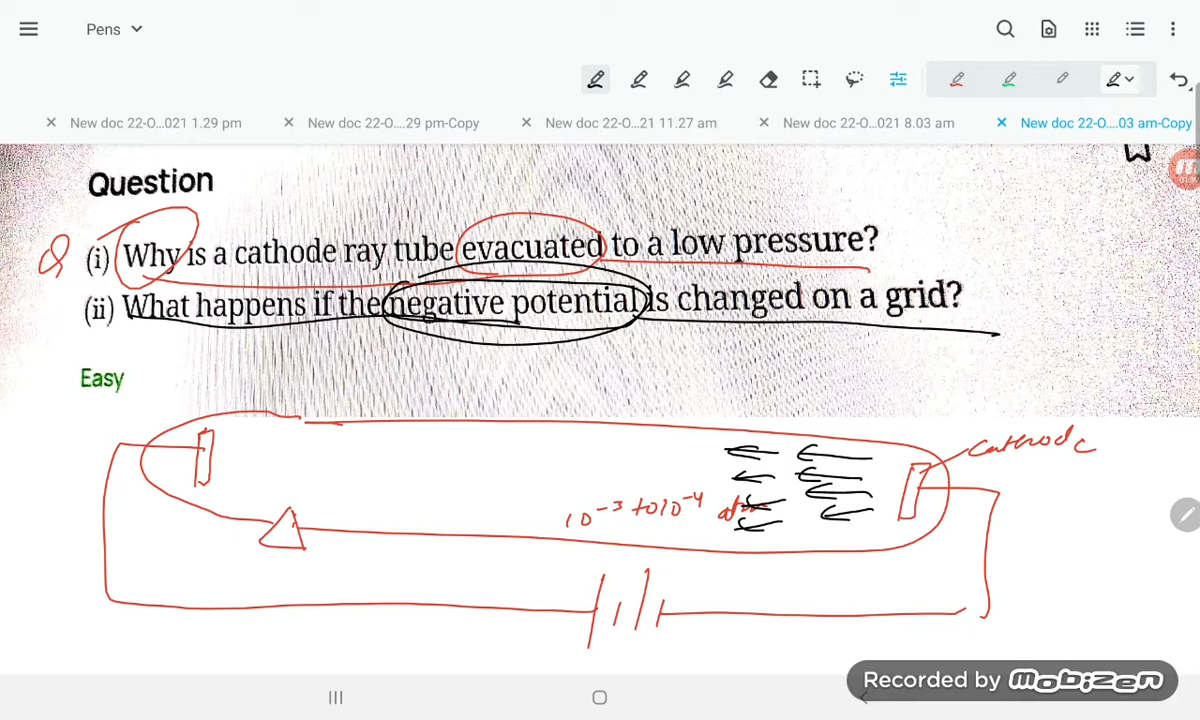 Pens
New doc 22-O...021 1.29 pm
New doc 22-O....29 pm-Copy
New doc 22-O...21 11.27 am
New doc 22-O...021 8.03 am
New doc 22-O....03 am-Copy
Question
Q (i) Why is a cathode ray tube evacuated to a low pressure?
(ii) What happens if the negative potential is changed on a grid?
Easy
Cathode
10⁻³ to 10⁻⁴
Recorded by Mobizen